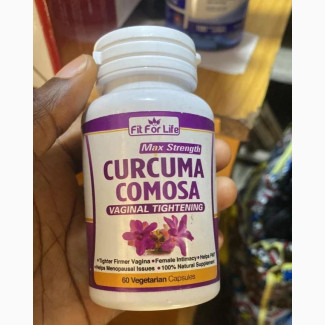 Fit For Life
Max Strength
CURCUMA
COMOSA
VAGINAL TIGHTENING
•Tighter Firmer Vagina •Female Intimacy •Helps
•Helps Menopausal Issues •100% Natural Supplement
60 Vegetarian Capsules